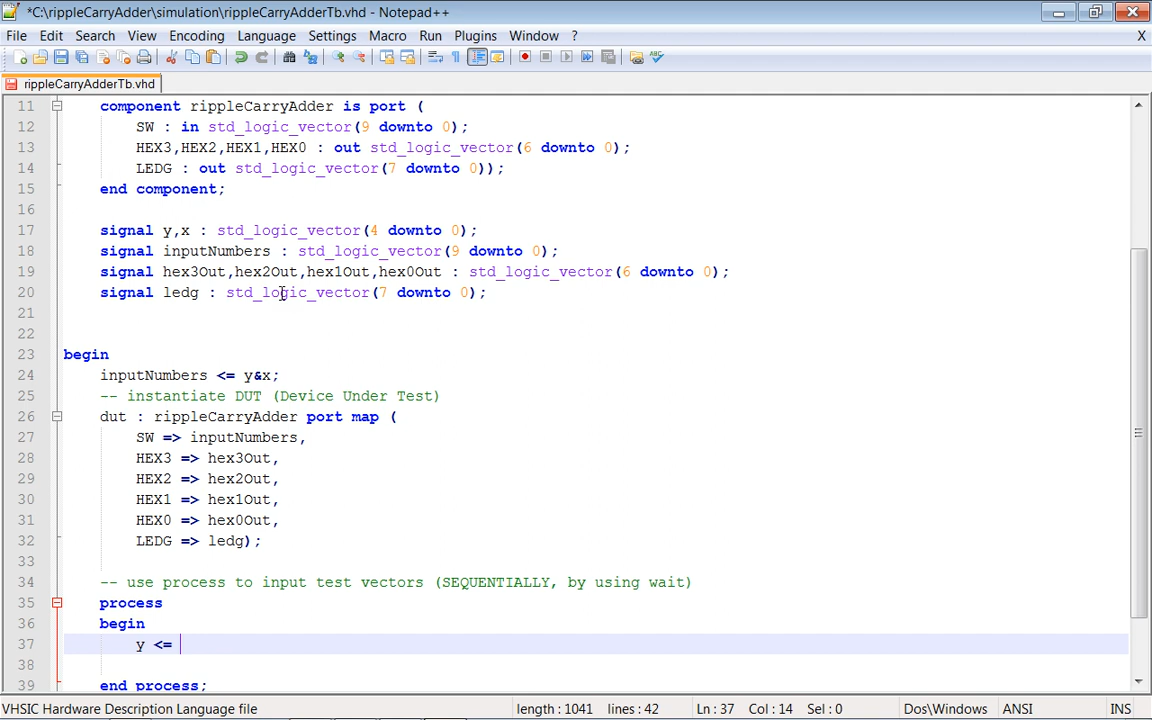 *C:\rippleCarryAdder\simulation\rippleCarryAdderTb.vhd - Notepad++
File Edit Search View Encoding Language Settings Macro Run Plugins Window ? X
rippleCarryAdderTb.vhd
11 component rippleCarryAdder is port (
12 SW : in std_logic_vector(9 downto 0);
13 HEX3,HEX2,HEX1,HEX0 : out std_logic_vector(6 downto 0);
14 LEDG : out std_logic_vector(7 downto 0));
15 end component;
16
17 signal y,x : std_logic_vector(4 downto 0);
18 signal inputNumbers : std_logic_vector(9 downto 0);
19 signal hex3Out,hex2Out,hex1Out,hex0Out : std_logic_vector(6 downto 0);
20 signal ledg : std_logic_vector(7 downto 0);
21
22
23 begin
24 inputNumbers <= y&x;
25 -- instantiate DUT (Device Under Test)
26 dut : rippleCarryAdder port map (
27 SW => inputNumbers,
28 HEX3 => hex3Out,
29 HEX2 => hex2Out,
30 HEX1 => hex1Out,
31 HEX0 => hex0Out,
32 LEDG => ledg);
33
34 -- use process to input test vectors (SEQUENTIALLY, by using wait)
35 process
36 begin
37 y <=
38
39 end process;
VHSIC Hardware Description Language file length : 1041 lines : 42 Ln : 37 Col : 14 Sel : 0 Dos\Windows ANSI INS